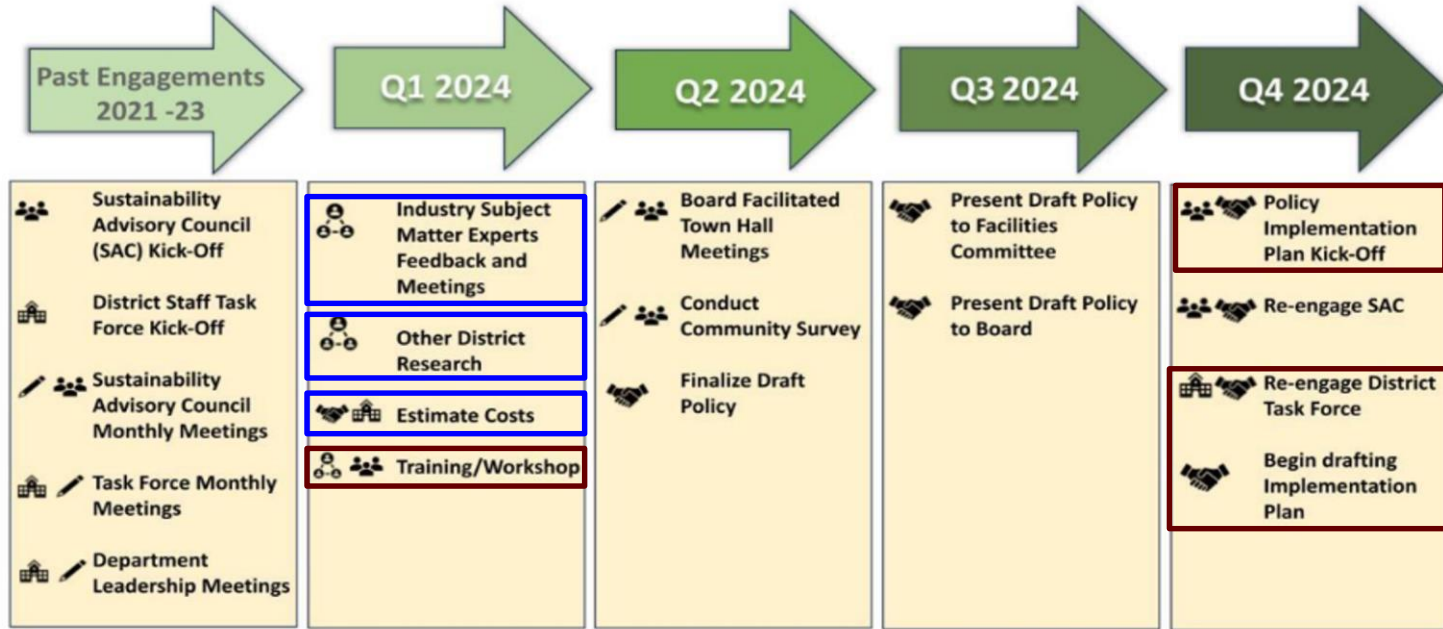 Past Engagements
2021 -23
Q1 2024
Q2 2024
Q3 2024
Q4 2024
Sustainability
Advisory Council
(SAC) Kick-Off
District Staff Task
Force Kick-Off
Sustainability
Advisory Council
Monthly Meetings
Task Force Monthly
Meetings
Department
Leadership Meetings
Industry Subject
Matter Experts
Feedback and
Meetings
Other District
Research
Estimate Costs
Training/Workshop
Board Facilitated
Town Hall
Meetings
Conduct
Community Survey
Finalize Draft
Policy
Present Draft Policy
to Facilities
Committee
Present Draft Policy
to Board
Policy
Implementation
Plan Kick-Off
Re-engage SAC
Re-engage District
Task Force
Begin drafting
Implementation
Plan